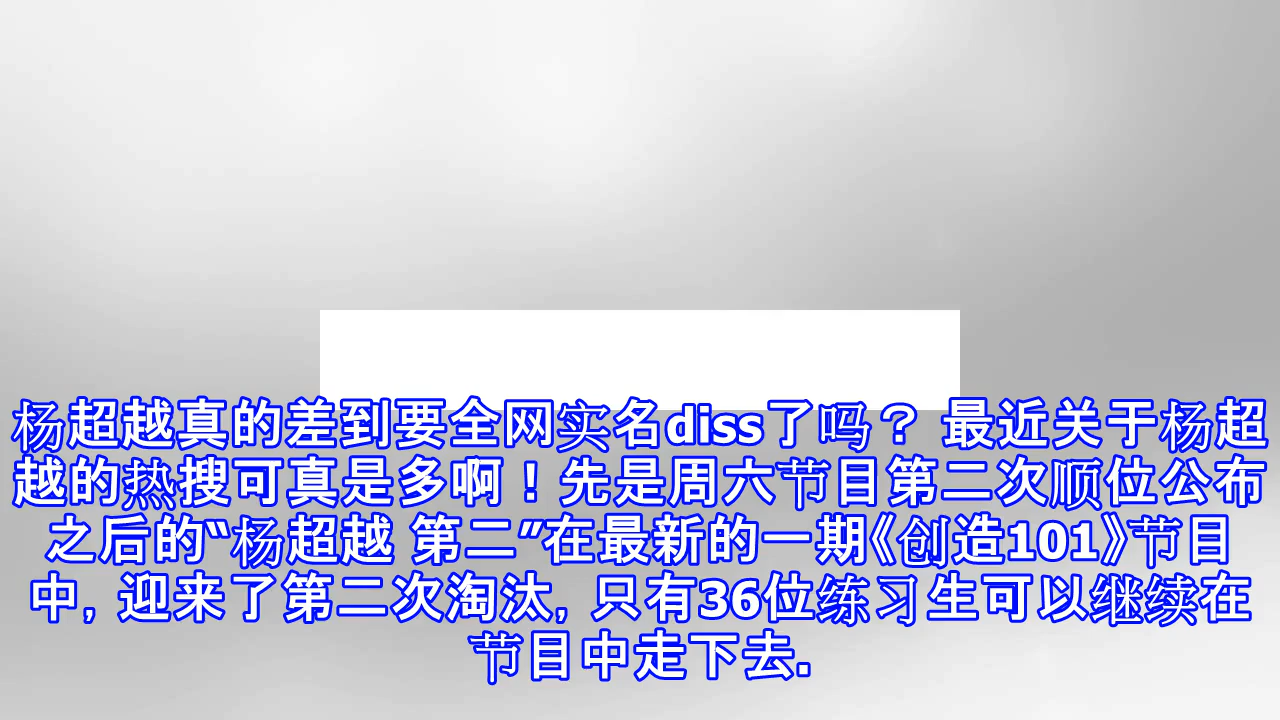 杨超越真的差到要全网实名diss了吗？ 最近关于杨超
越的热搜可真是多啊！先是周六节目第二次顺位公布
之后的“杨超越 第二”在最新的一期《创造101》节目
中, 迎来了第二次淘汰, 只有36位练习生可以继续在
节目中走下去.